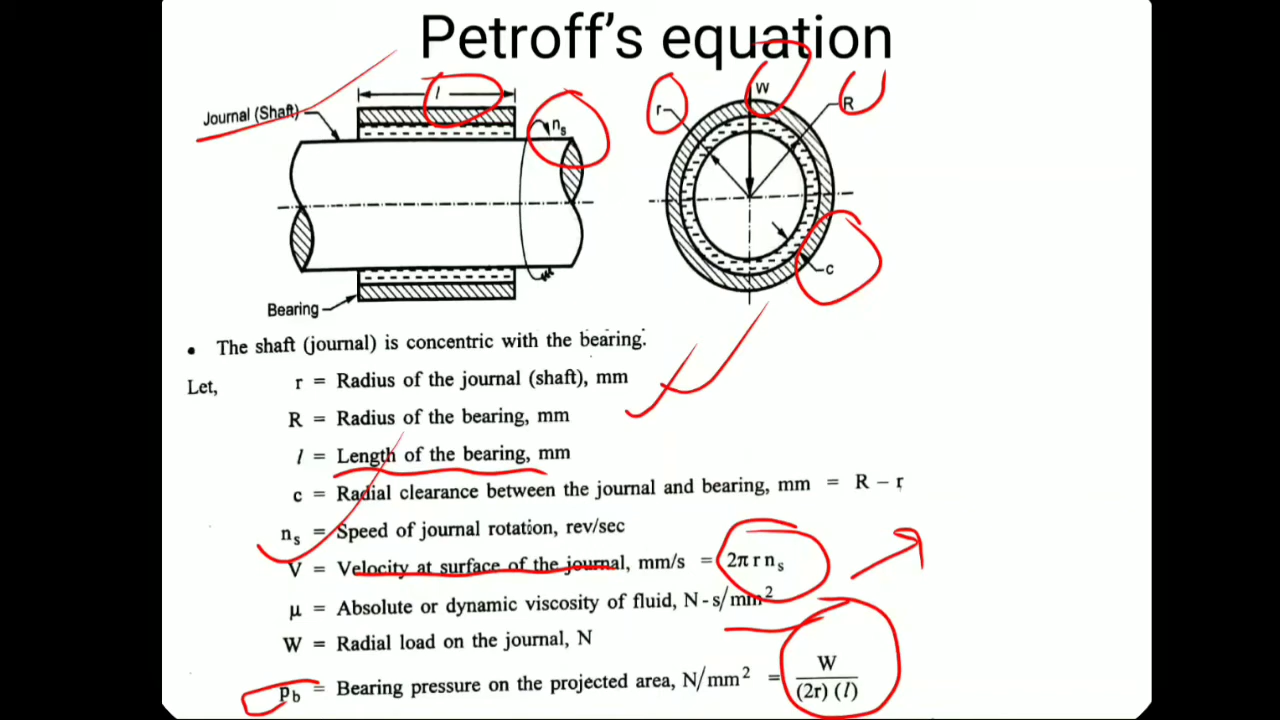 Petroff's equation
l
Journal (Shaft)
n_s
r
W
R
c
Bearing
• The shaft (journal) is concentric with the bearing.
Let,
r = Radius of the journal (shaft), mm
R = Radius of the bearing, mm
l = Length of the bearing, mm
c = Radial clearance between the journal and bearing, mm = R – r
n_s = Speed of journal rotation, rev/sec
V = Velocity at surface of the journal, mm/s = 2π r n_s
μ = Absolute or dynamic viscosity of fluid, N - s/mm²
W = Radial load on the journal, N
p_b = Bearing pressure on the projected area, N/mm² = W / (2r) (l)